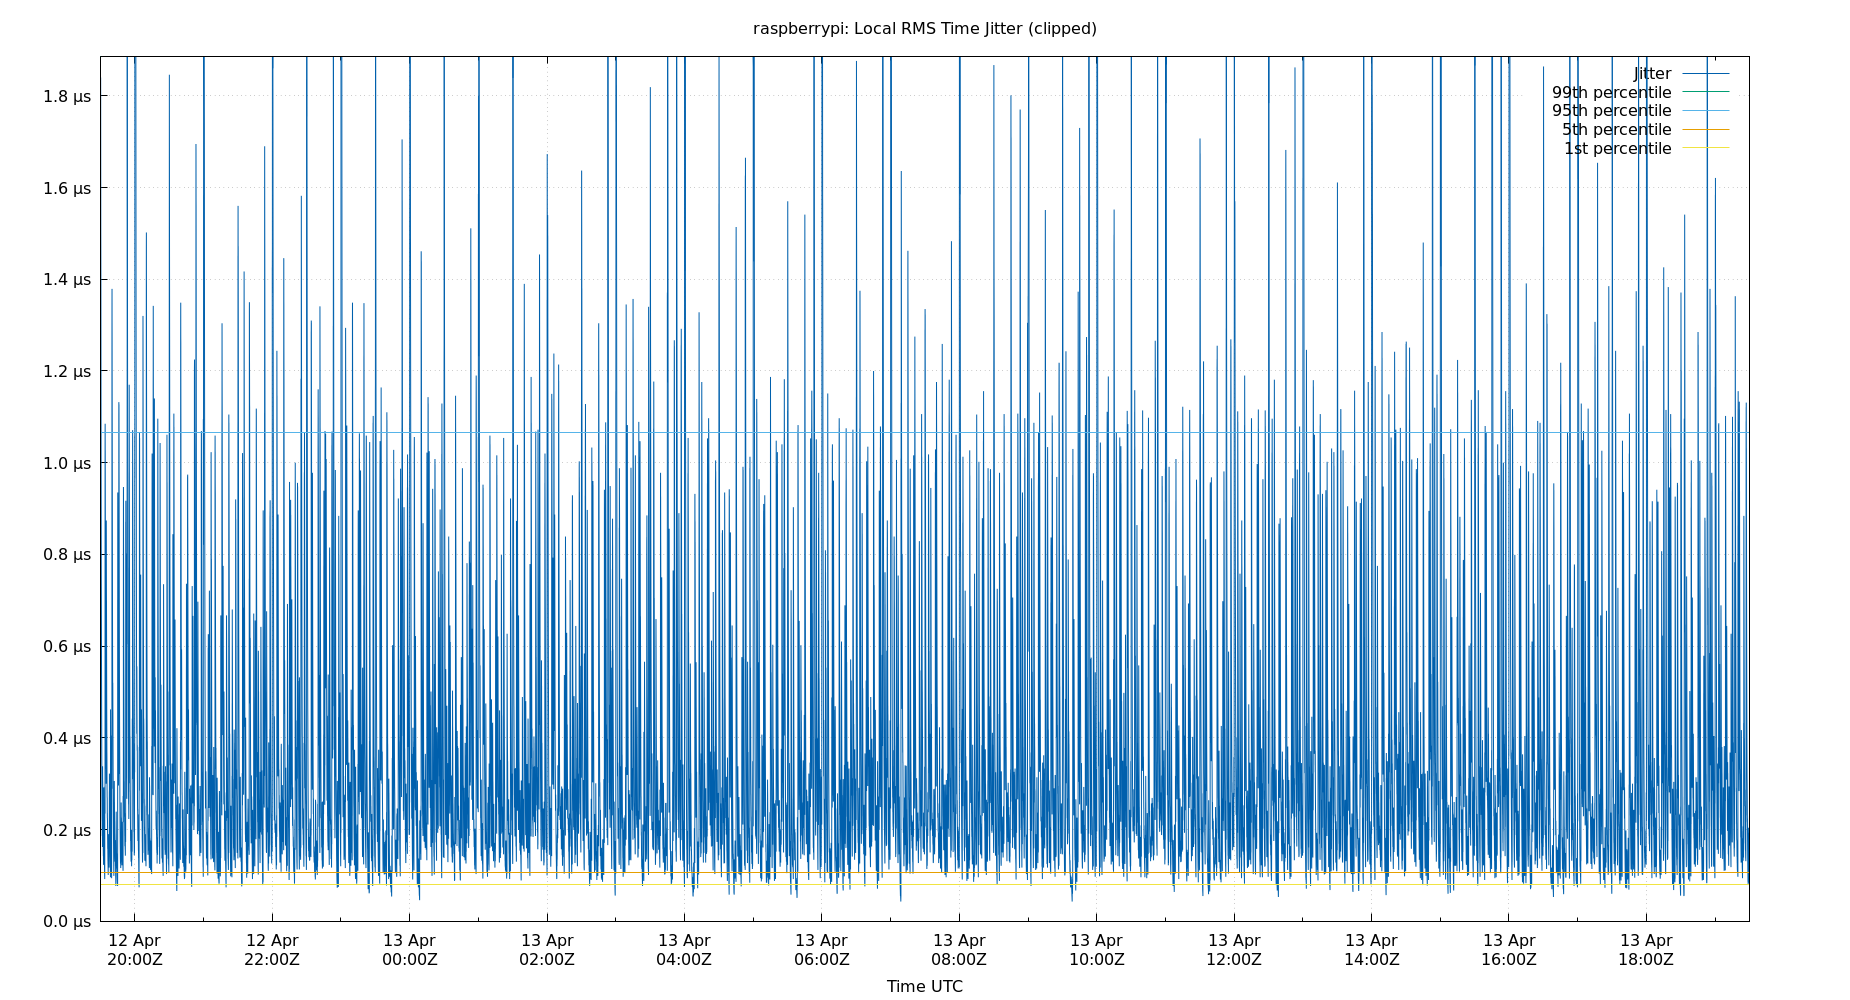 raspberrypi: Local RMS Time Jitter (clipped)
Jitter
99th percentile
95th percentile
5th percentile
1st percentile
1.8 µs
1.6 µs
1.4 µs
1.2 µs
1.0 µs
0.8 µs
0.6 µs
0.4 µs
0.2 µs
0.0 µs
12 Apr 12 Apr 13 Apr 13 Apr 13 Apr 13 Apr 13 Apr 13 Apr 13 Apr 13 Apr 13 Apr 13 Apr
20:00Z 22:00Z 00:00Z 02:00Z 04:00Z 06:00Z 08:00Z 10:00Z 12:00Z 14:00Z 16:00Z 18:00Z
Time UTC